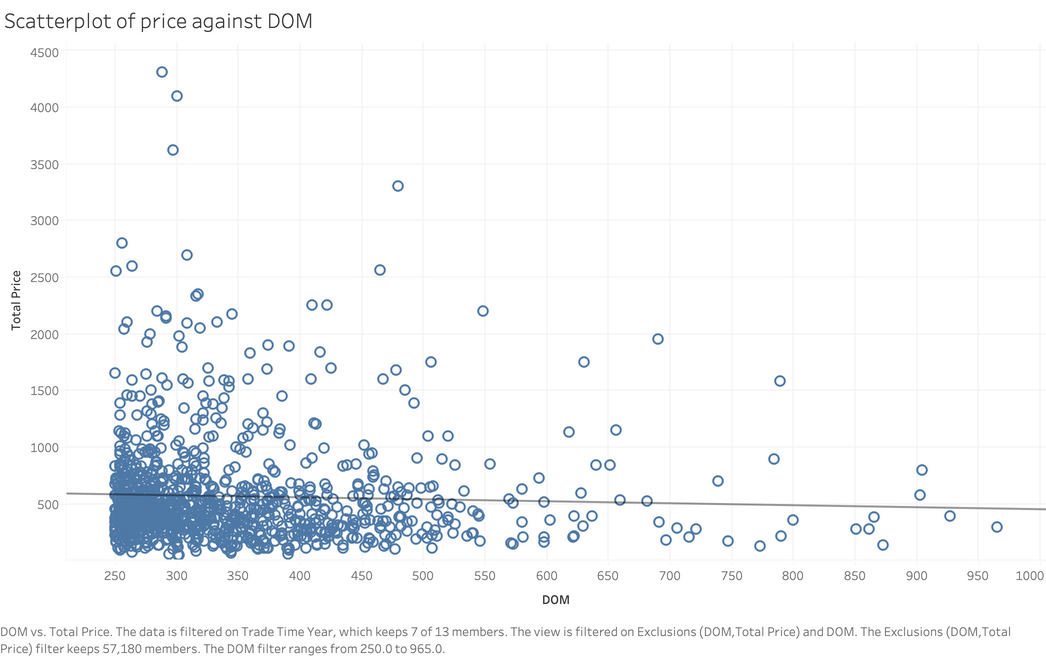 Scatterplot of price against DOM
4500
4000
3500
3000
2500
2000
1500
1000
500
Total Price
250 300 350 400 450 500 550 600 650 700 750 800 850 900 950 1000
DOM
DOM vs. Total Price. The data is filtered on Trade Time Year, which keeps 7 of 13 members. The view is filtered on Exclusions (DOM,Total Price) and DOM. The Exclusions (DOM,Total
Price) filter keeps 57,180 members. The DOM filter ranges from 250.0 to 965.0.